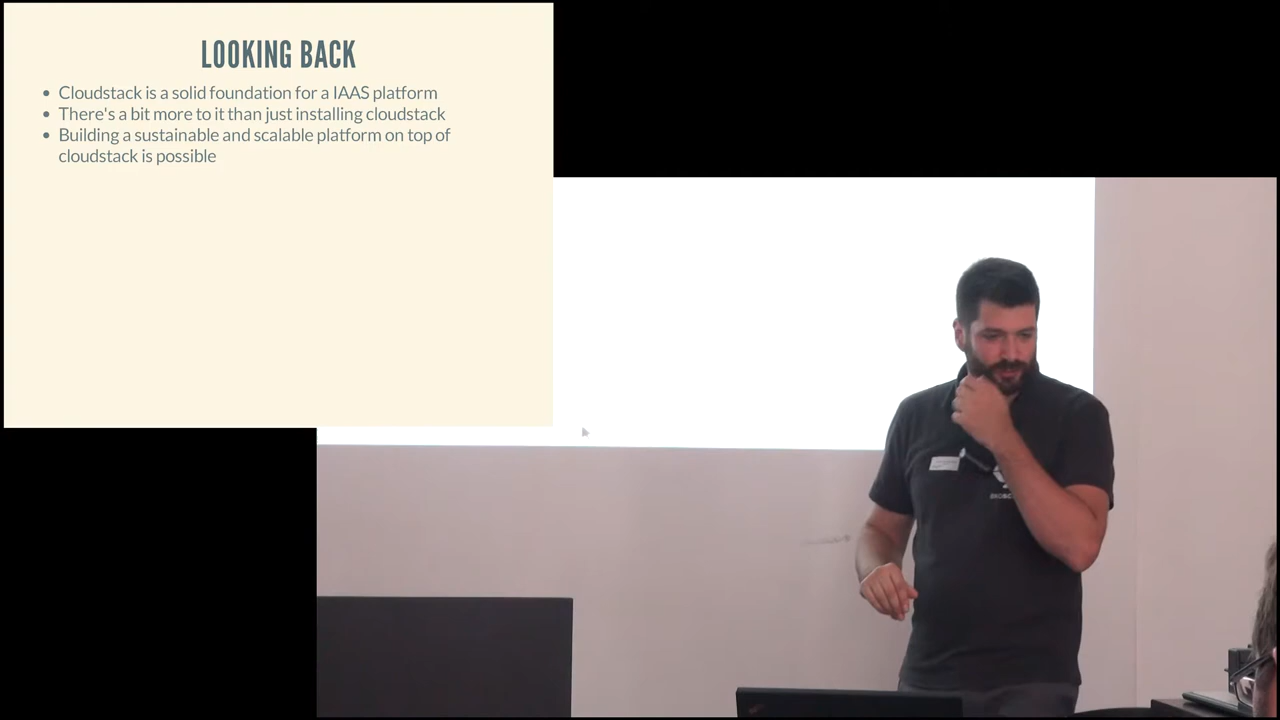 LOOKING BACK
Cloudstack is a solid foundation for a IAAS platform
There's a bit more to it than just installing cloudstack
Building a sustainable and scalable platform on top of
cloudstack is possible